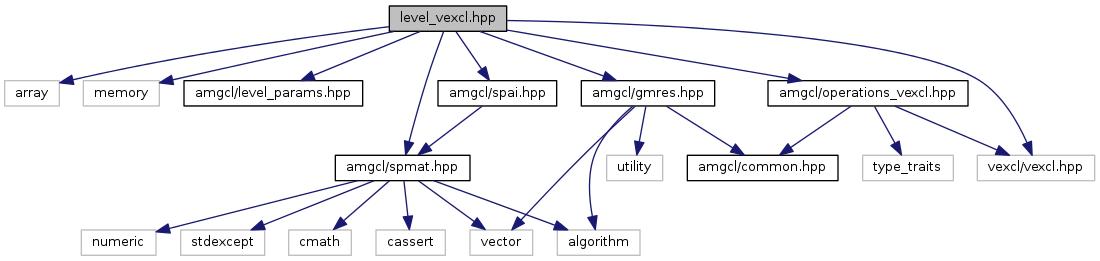 level_vexcl.hpp
array
memory
amgcl/level_params.hpp
amgcl/spai.hpp
amgcl/gmres.hpp
amgcl/operations_vexcl.hpp
amgcl/spmat.hpp
utility
amgcl/common.hpp
type_traits
vexcl/vexcl.hpp
numeric
stdexcept
cmath
cassert
vector
algorithm